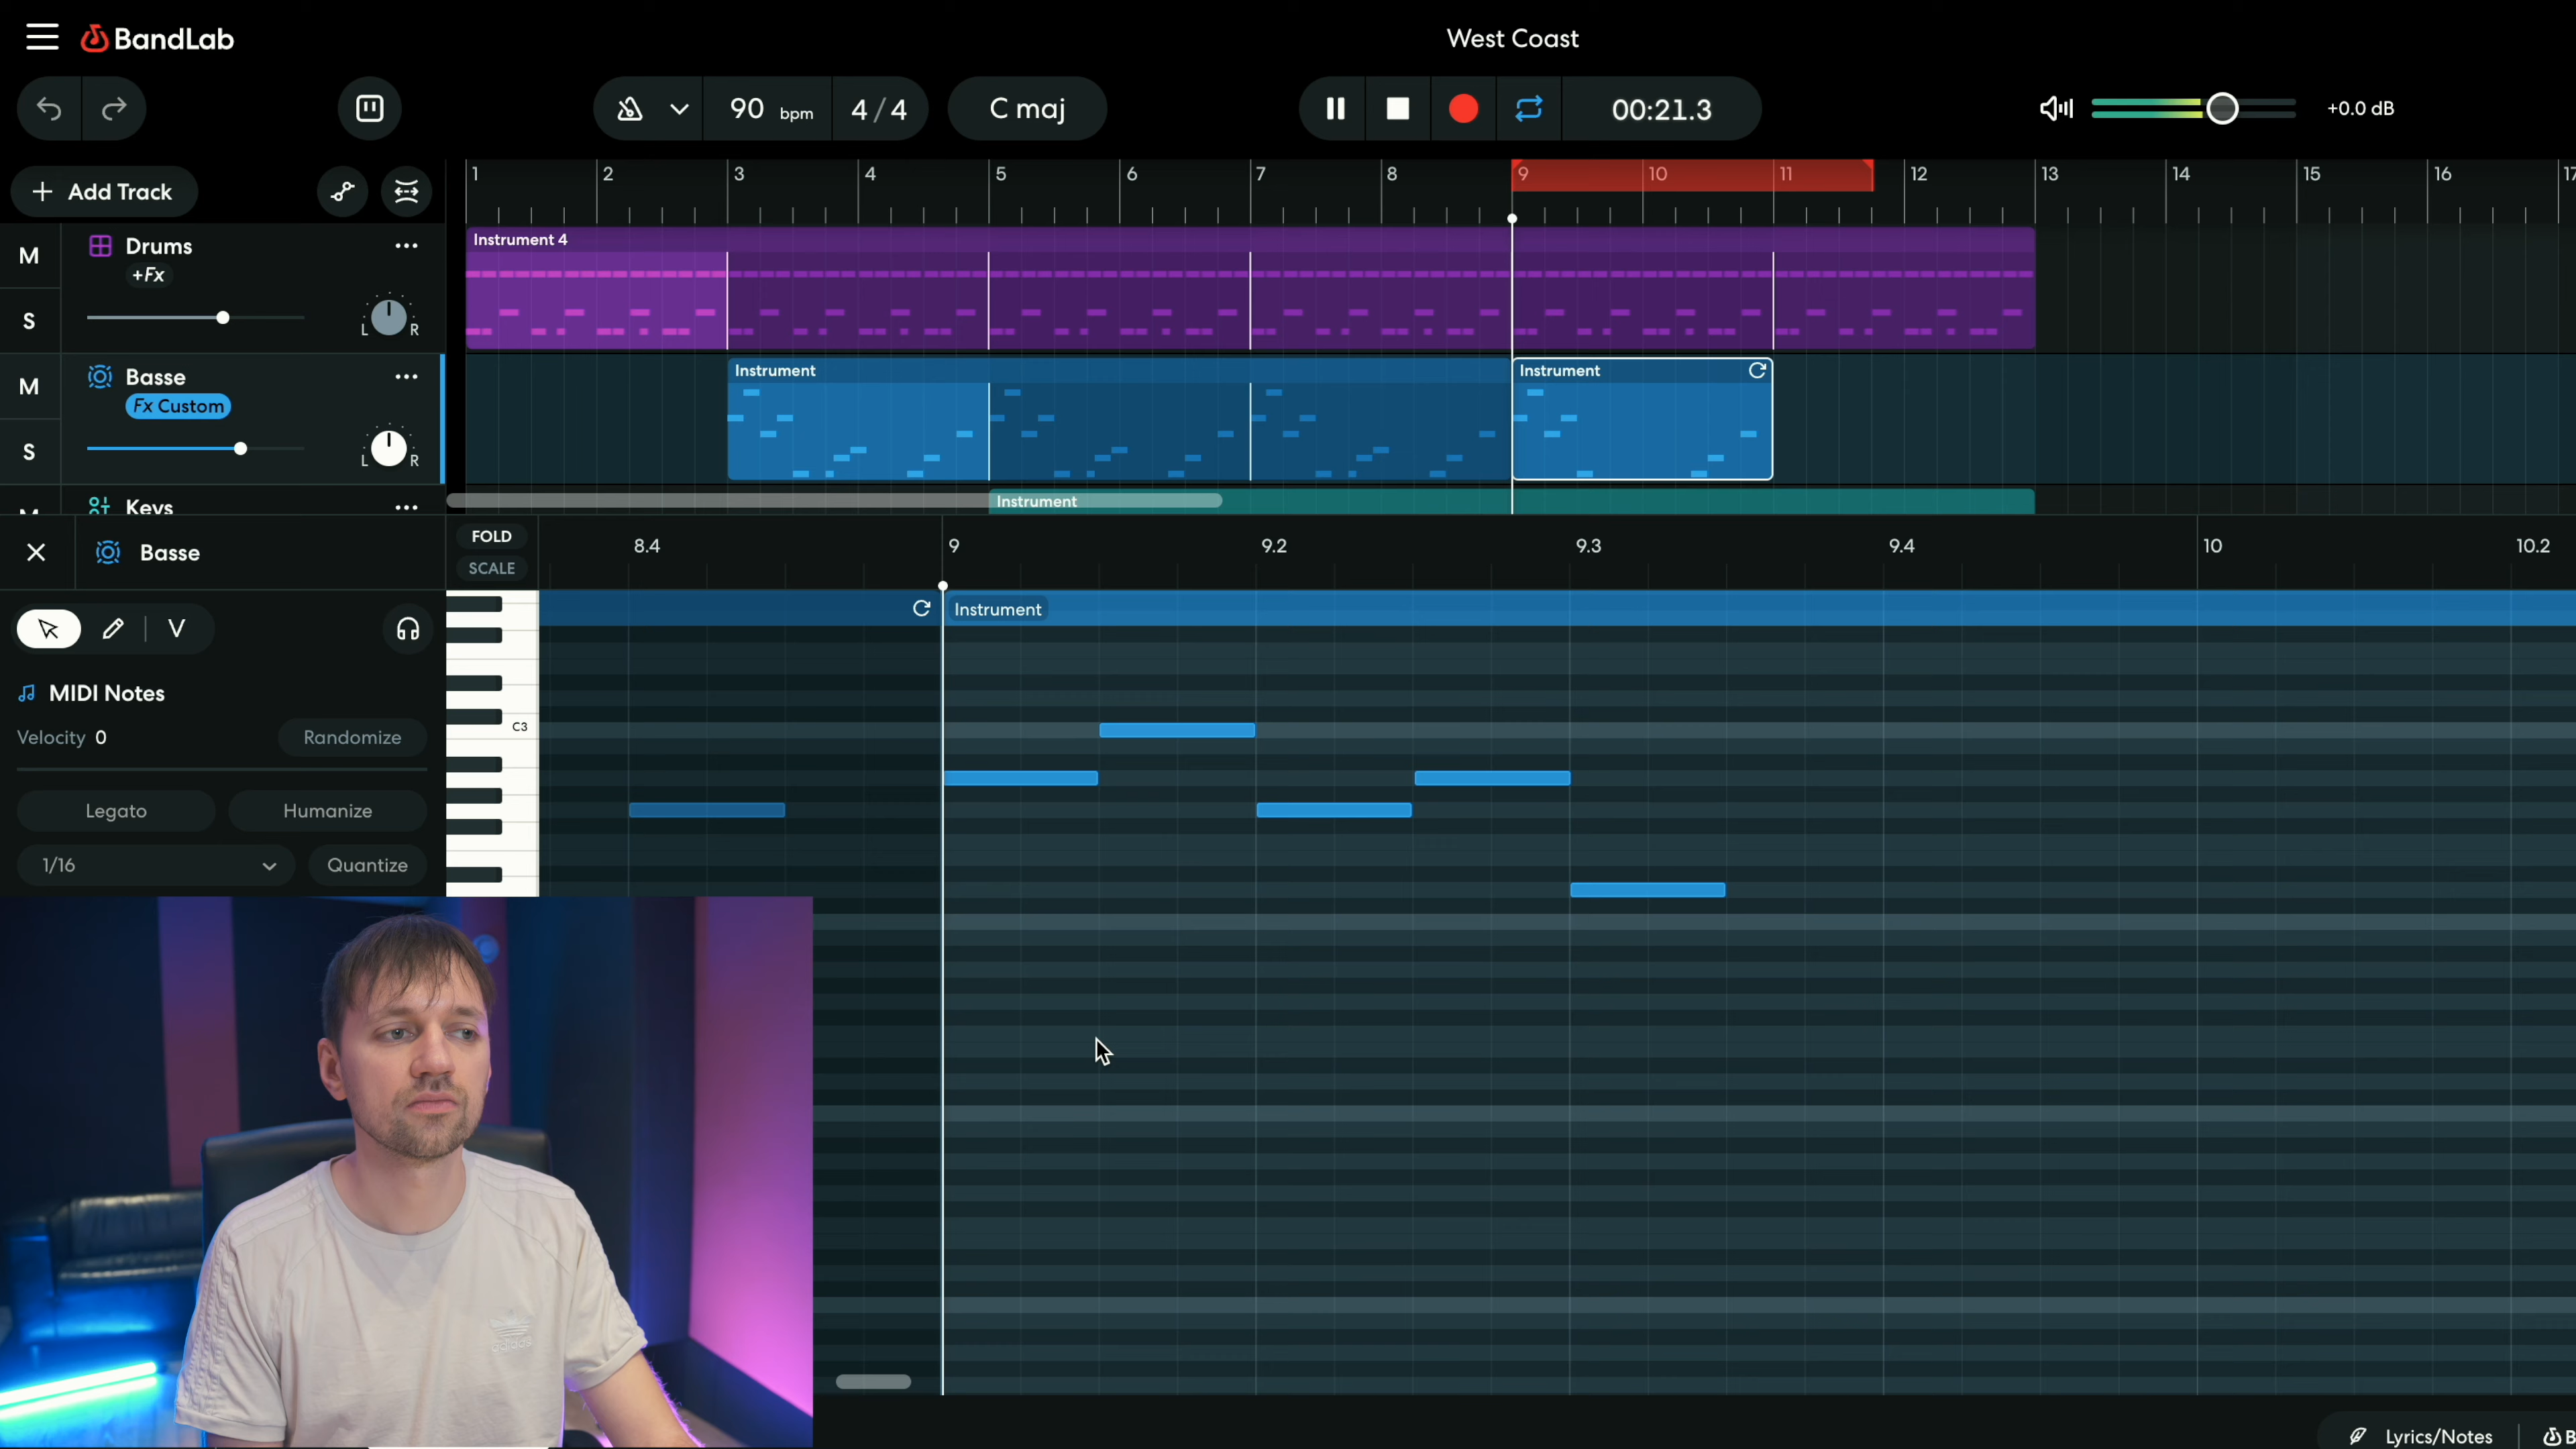 BandLab
West Coast
90 bpm
4/4
C maj
00:21.3
+0.0 dB
Add Track
1 2 3 4 5 6 7 8 9 10 11 12 13 14 15 16 17
M
Drums
+Fx
S
L R
Instrument 4
M
Basse
Fx Custom
S
L R
Instrument
Instrument
Keys
Instrument
Basse
FOLD
SCALE
8.4 9 9.2 9.3 9.4 10 10.2
Instrument
V
MIDI Notes
Velocity 0
Randomize
C3
Legato
Humanize
1/16
Quantize
adidas
Lyrics/Notes